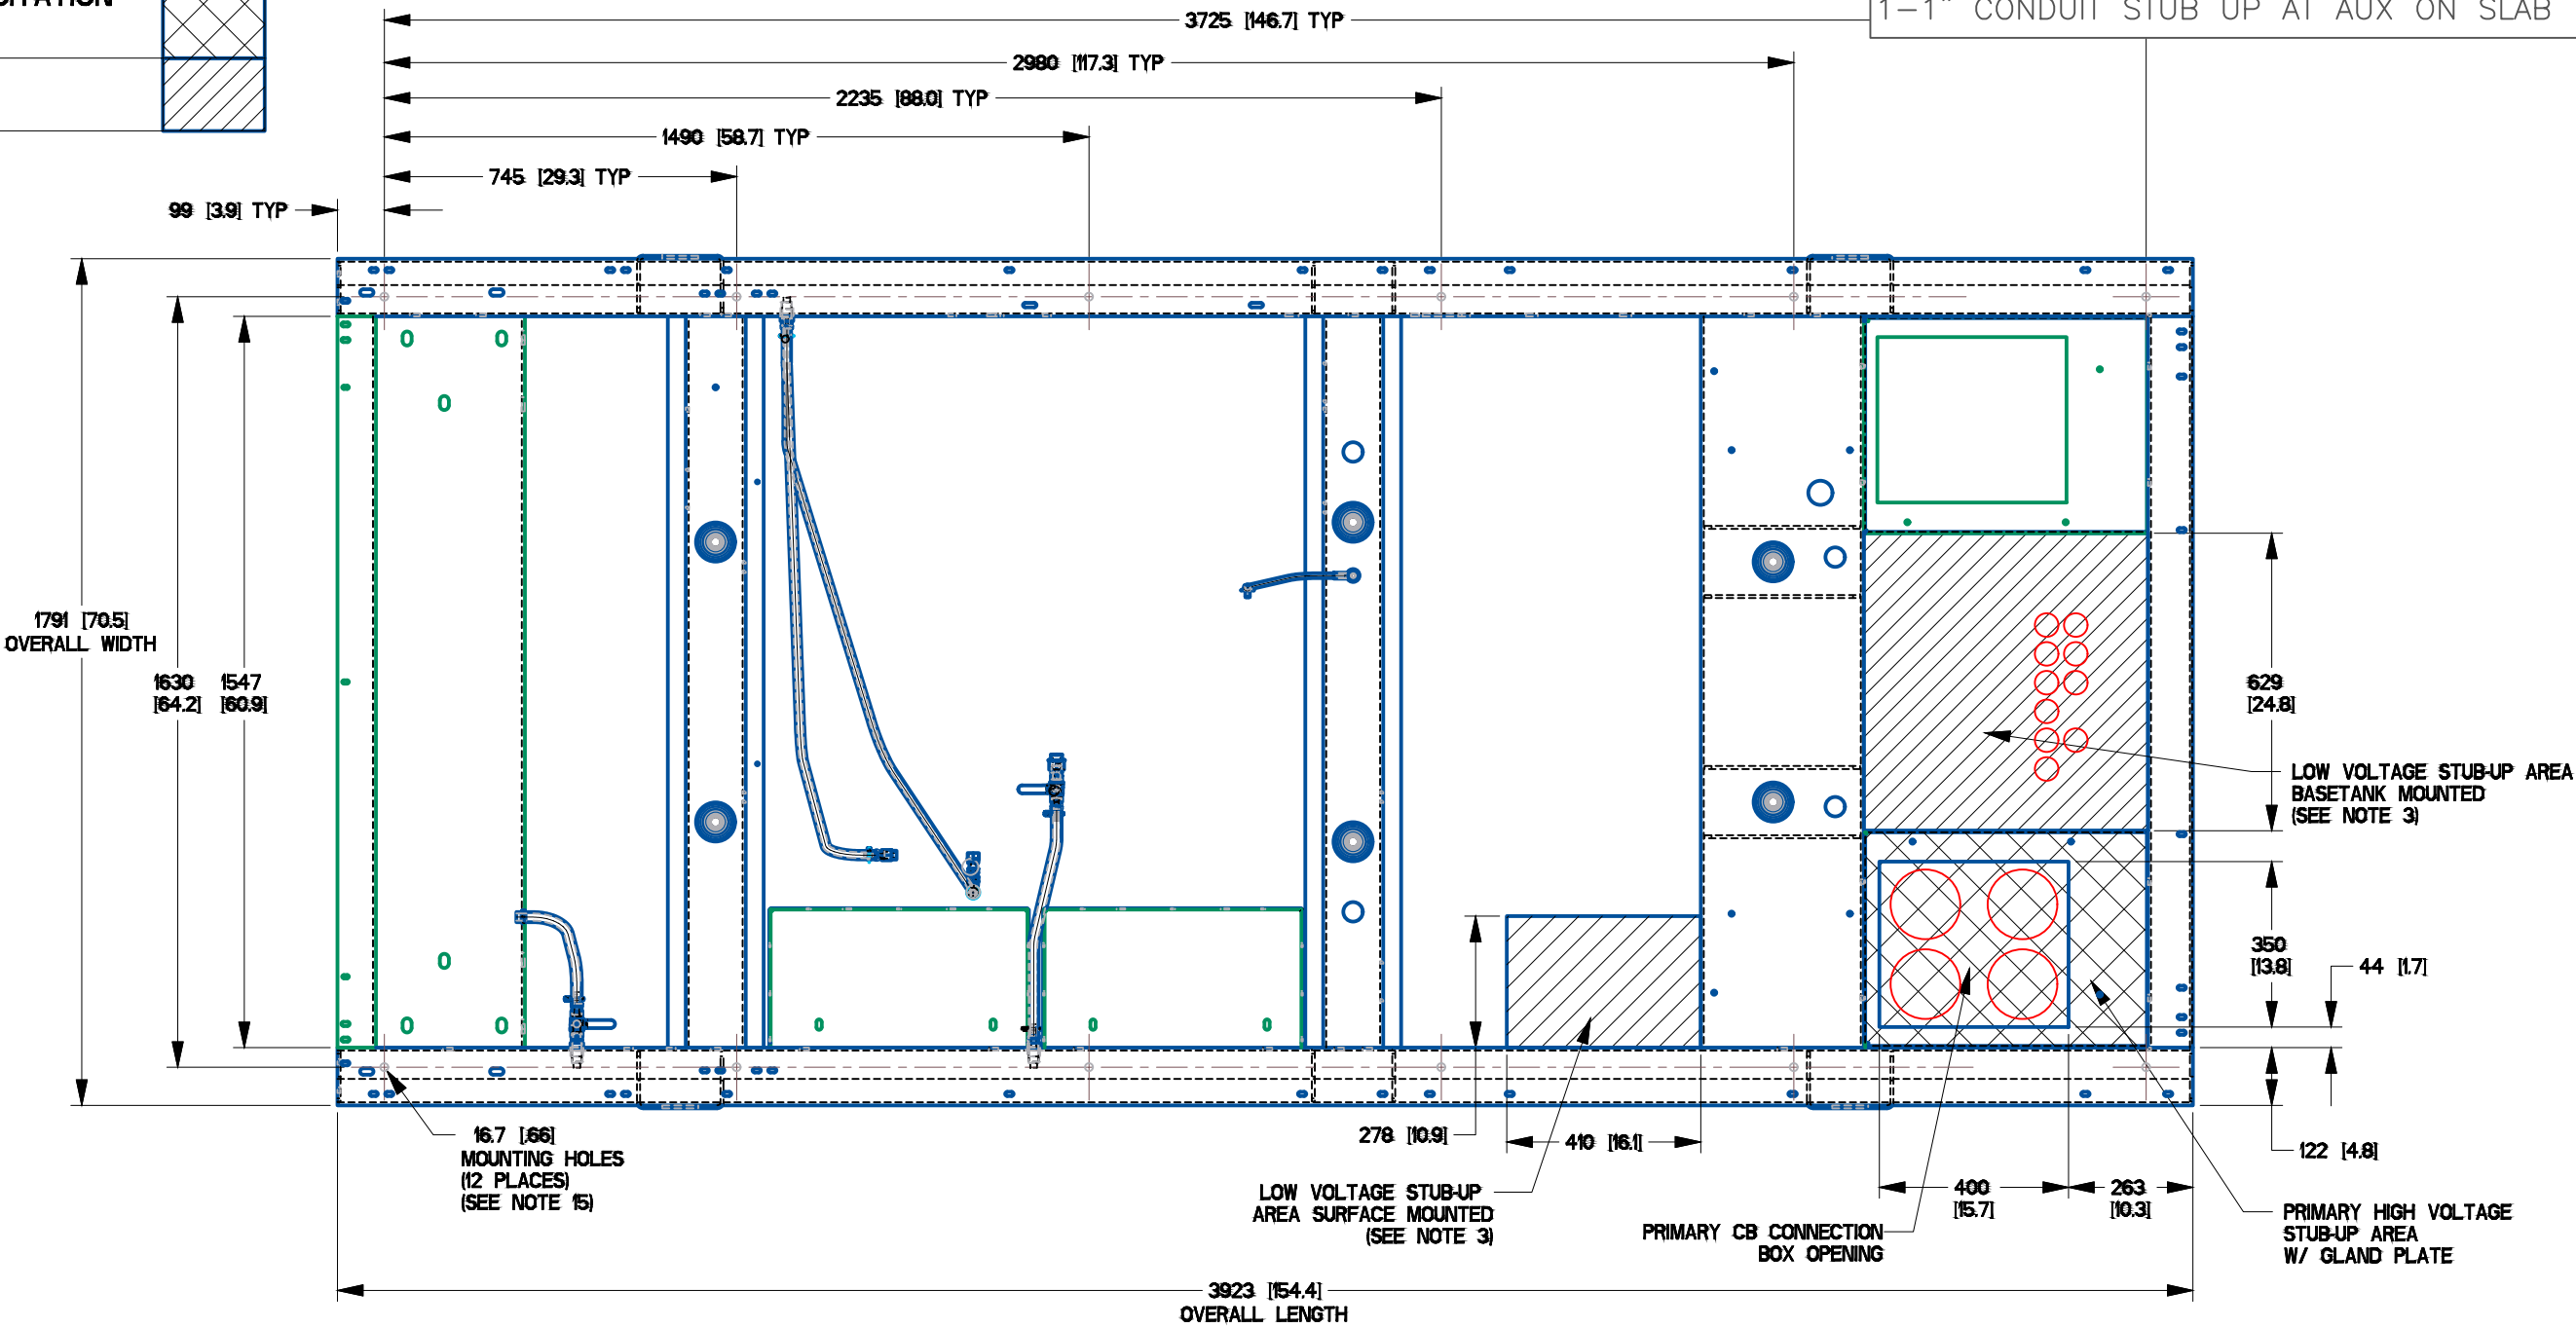 1-1" CONDUIT STUB UP AT AUX ON SLAB
3725 [146.7] TYP
2980 [117.3] TYP
2235 [88.0] TYP
1490 [58.7] TYP
745 [29.3] TYP
99 [3.9] TYP
1791 [70.5]
OVERALL WIDTH
1630
[64.2]
1547
[60.9]
629
[24.8]
LOW VOLTAGE STUB-UP AREA
BASETANK MOUNTED
(SEE NOTE 3)
350
[13.8]
44 [1.7]
122 [4.8]
16.7 [.66]
MOUNTING HOLES
(12 PLACES)
(SEE NOTE 15)
278 [10.9]
410 [16.1]
LOW VOLTAGE STUB-UP
AREA SURFACE MOUNTED
(SEE NOTE 3)
400
[15.7]
263
[10.3]
PRIMARY CB CONNECTION
BOX OPENING
PRIMARY HIGH VOLTAGE
STUB-UP AREA
W/ GLAND PLATE
3923 [154.4]
OVERALL LENGTH